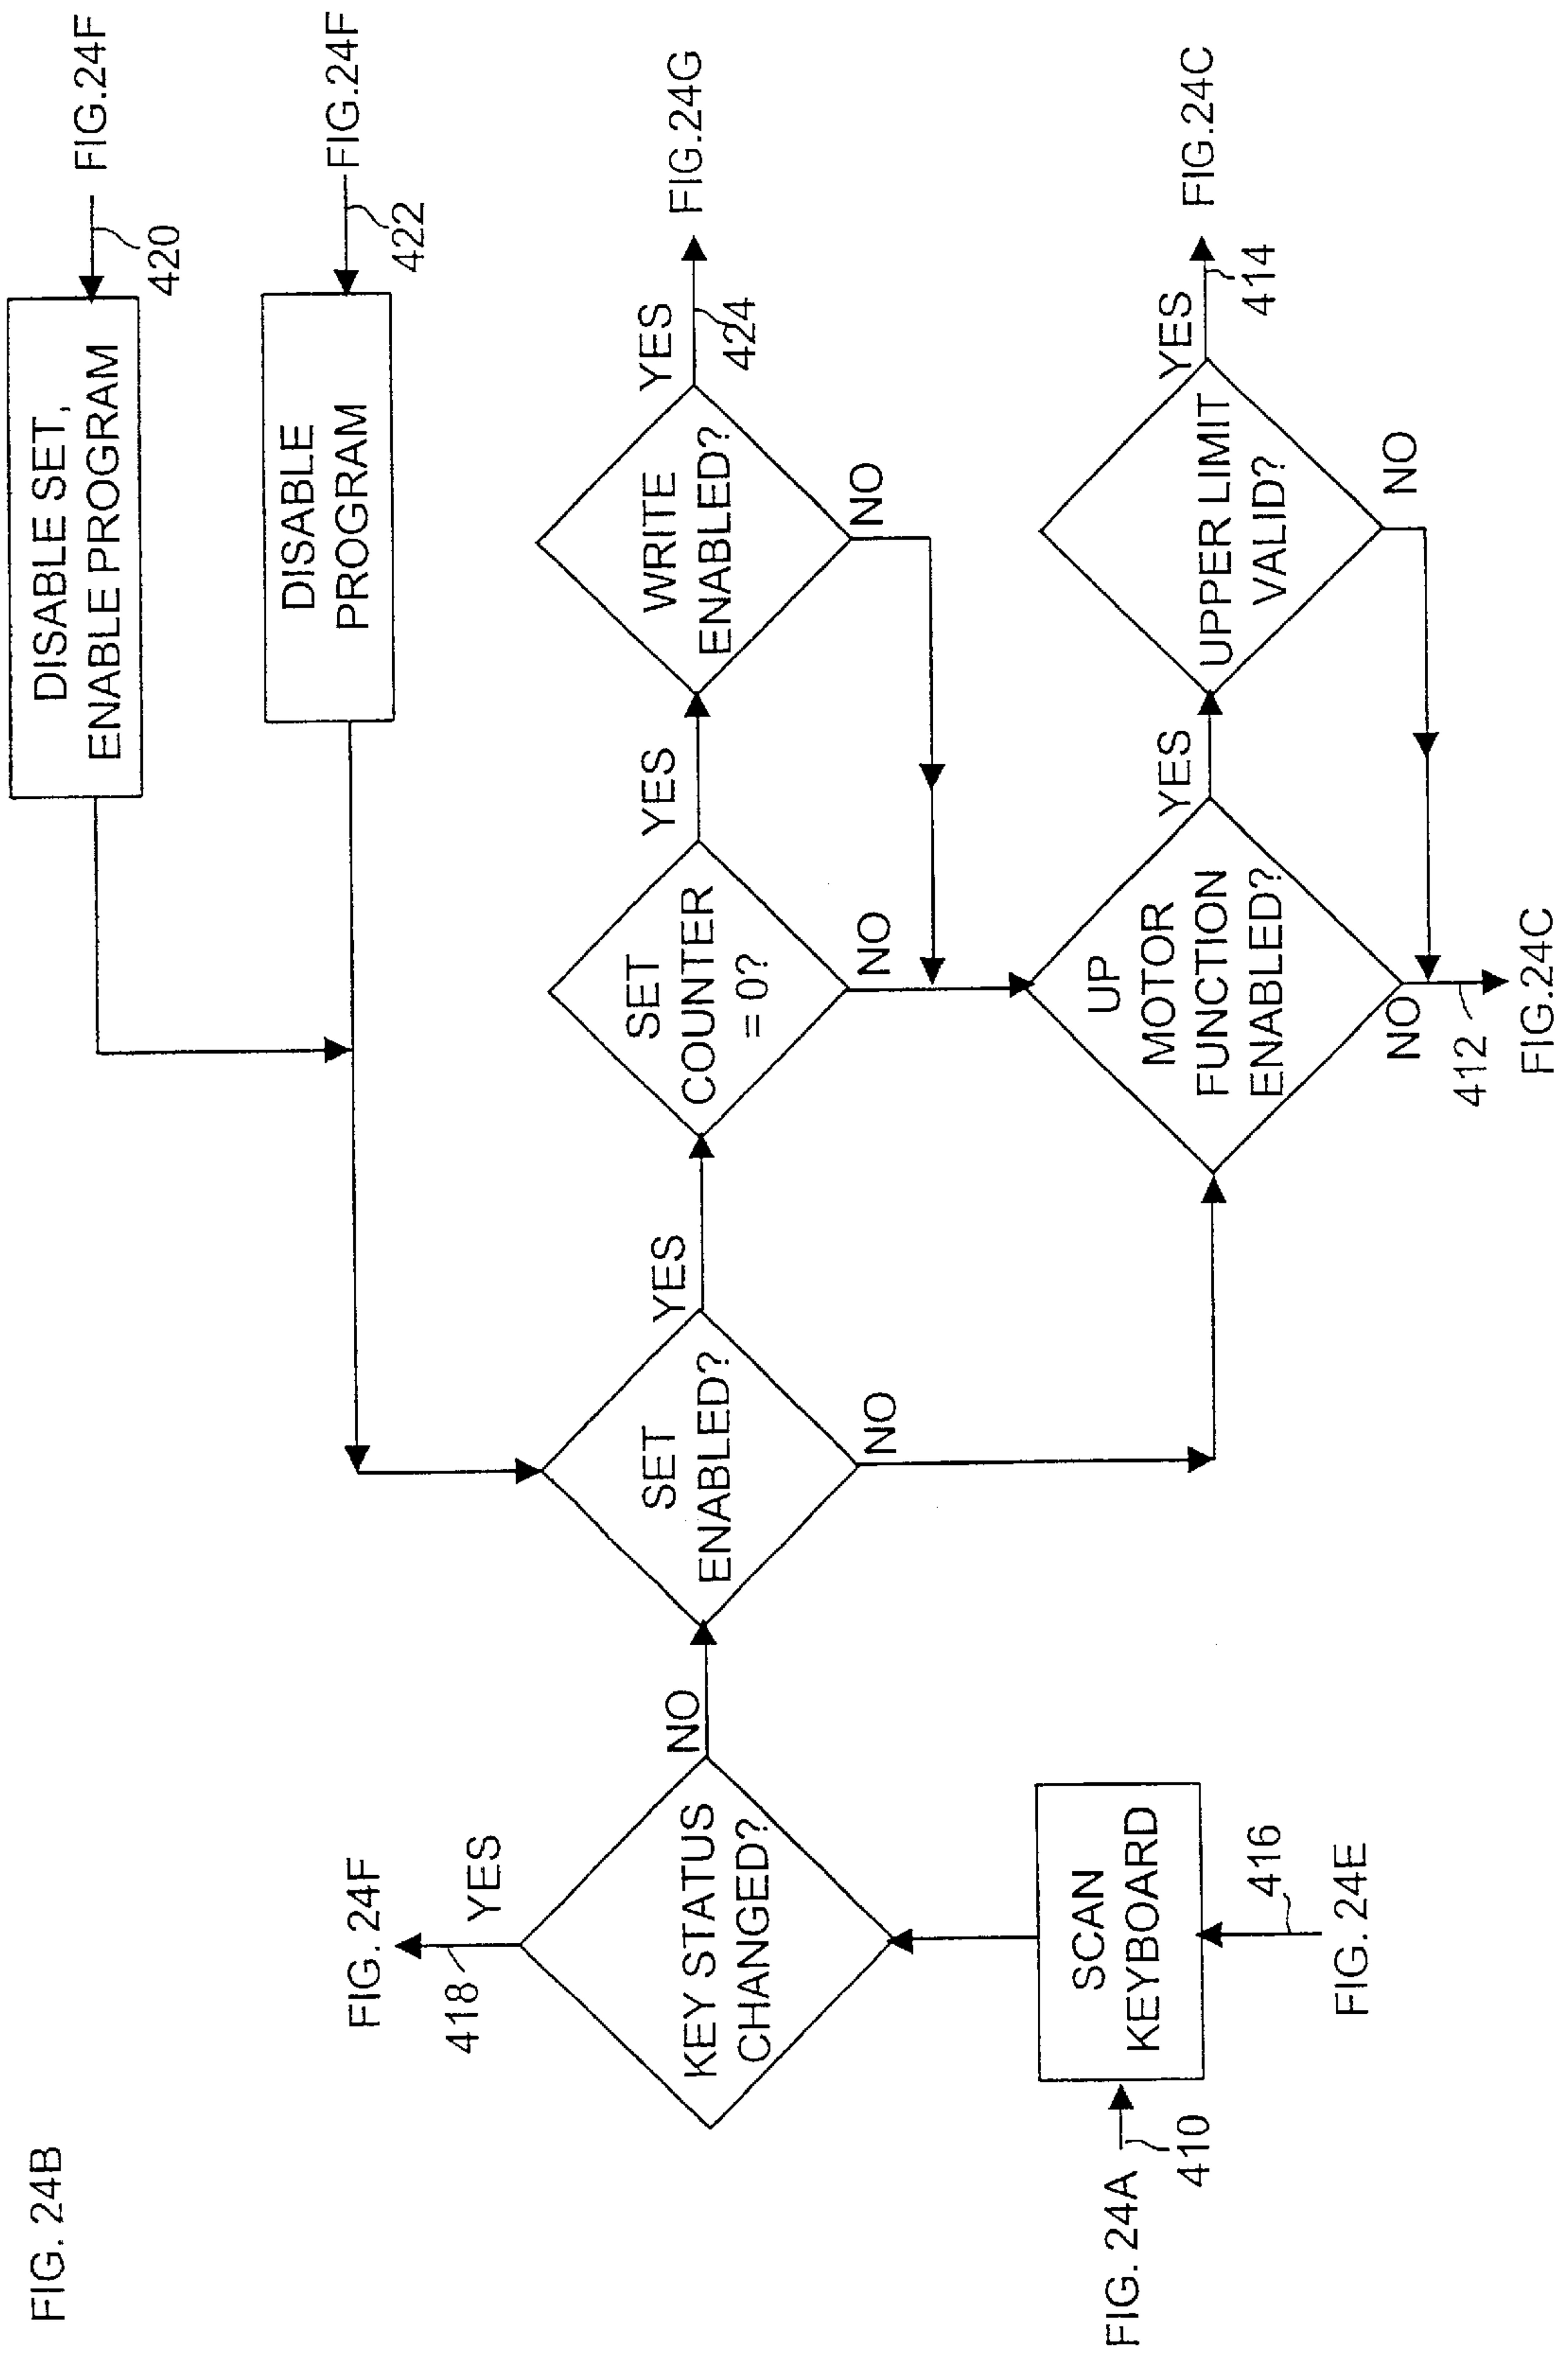 FIG. 24B
DISABLE SET,
ENABLE PROGRAM
FIG.24F
420
DISABLE
PROGRAM
FIG.24F
422
FIG. 24F
418
YES
KEY STATUS
CHANGED?
NO
SET
ENABLED?
YES
NO
SET
COUNTER
= 0?
YES
NO
WRITE
ENABLED?
YES
NO
424
FIG.24G
FIG. 24A
410
SCAN
KEYBOARD
416
FIG. 24E
UP
MOTOR
FUNCTION
ENABLED?
YES
NO
412
FIG.24C
UPPER LIMIT
VALID?
YES
NO
414
FIG.24C